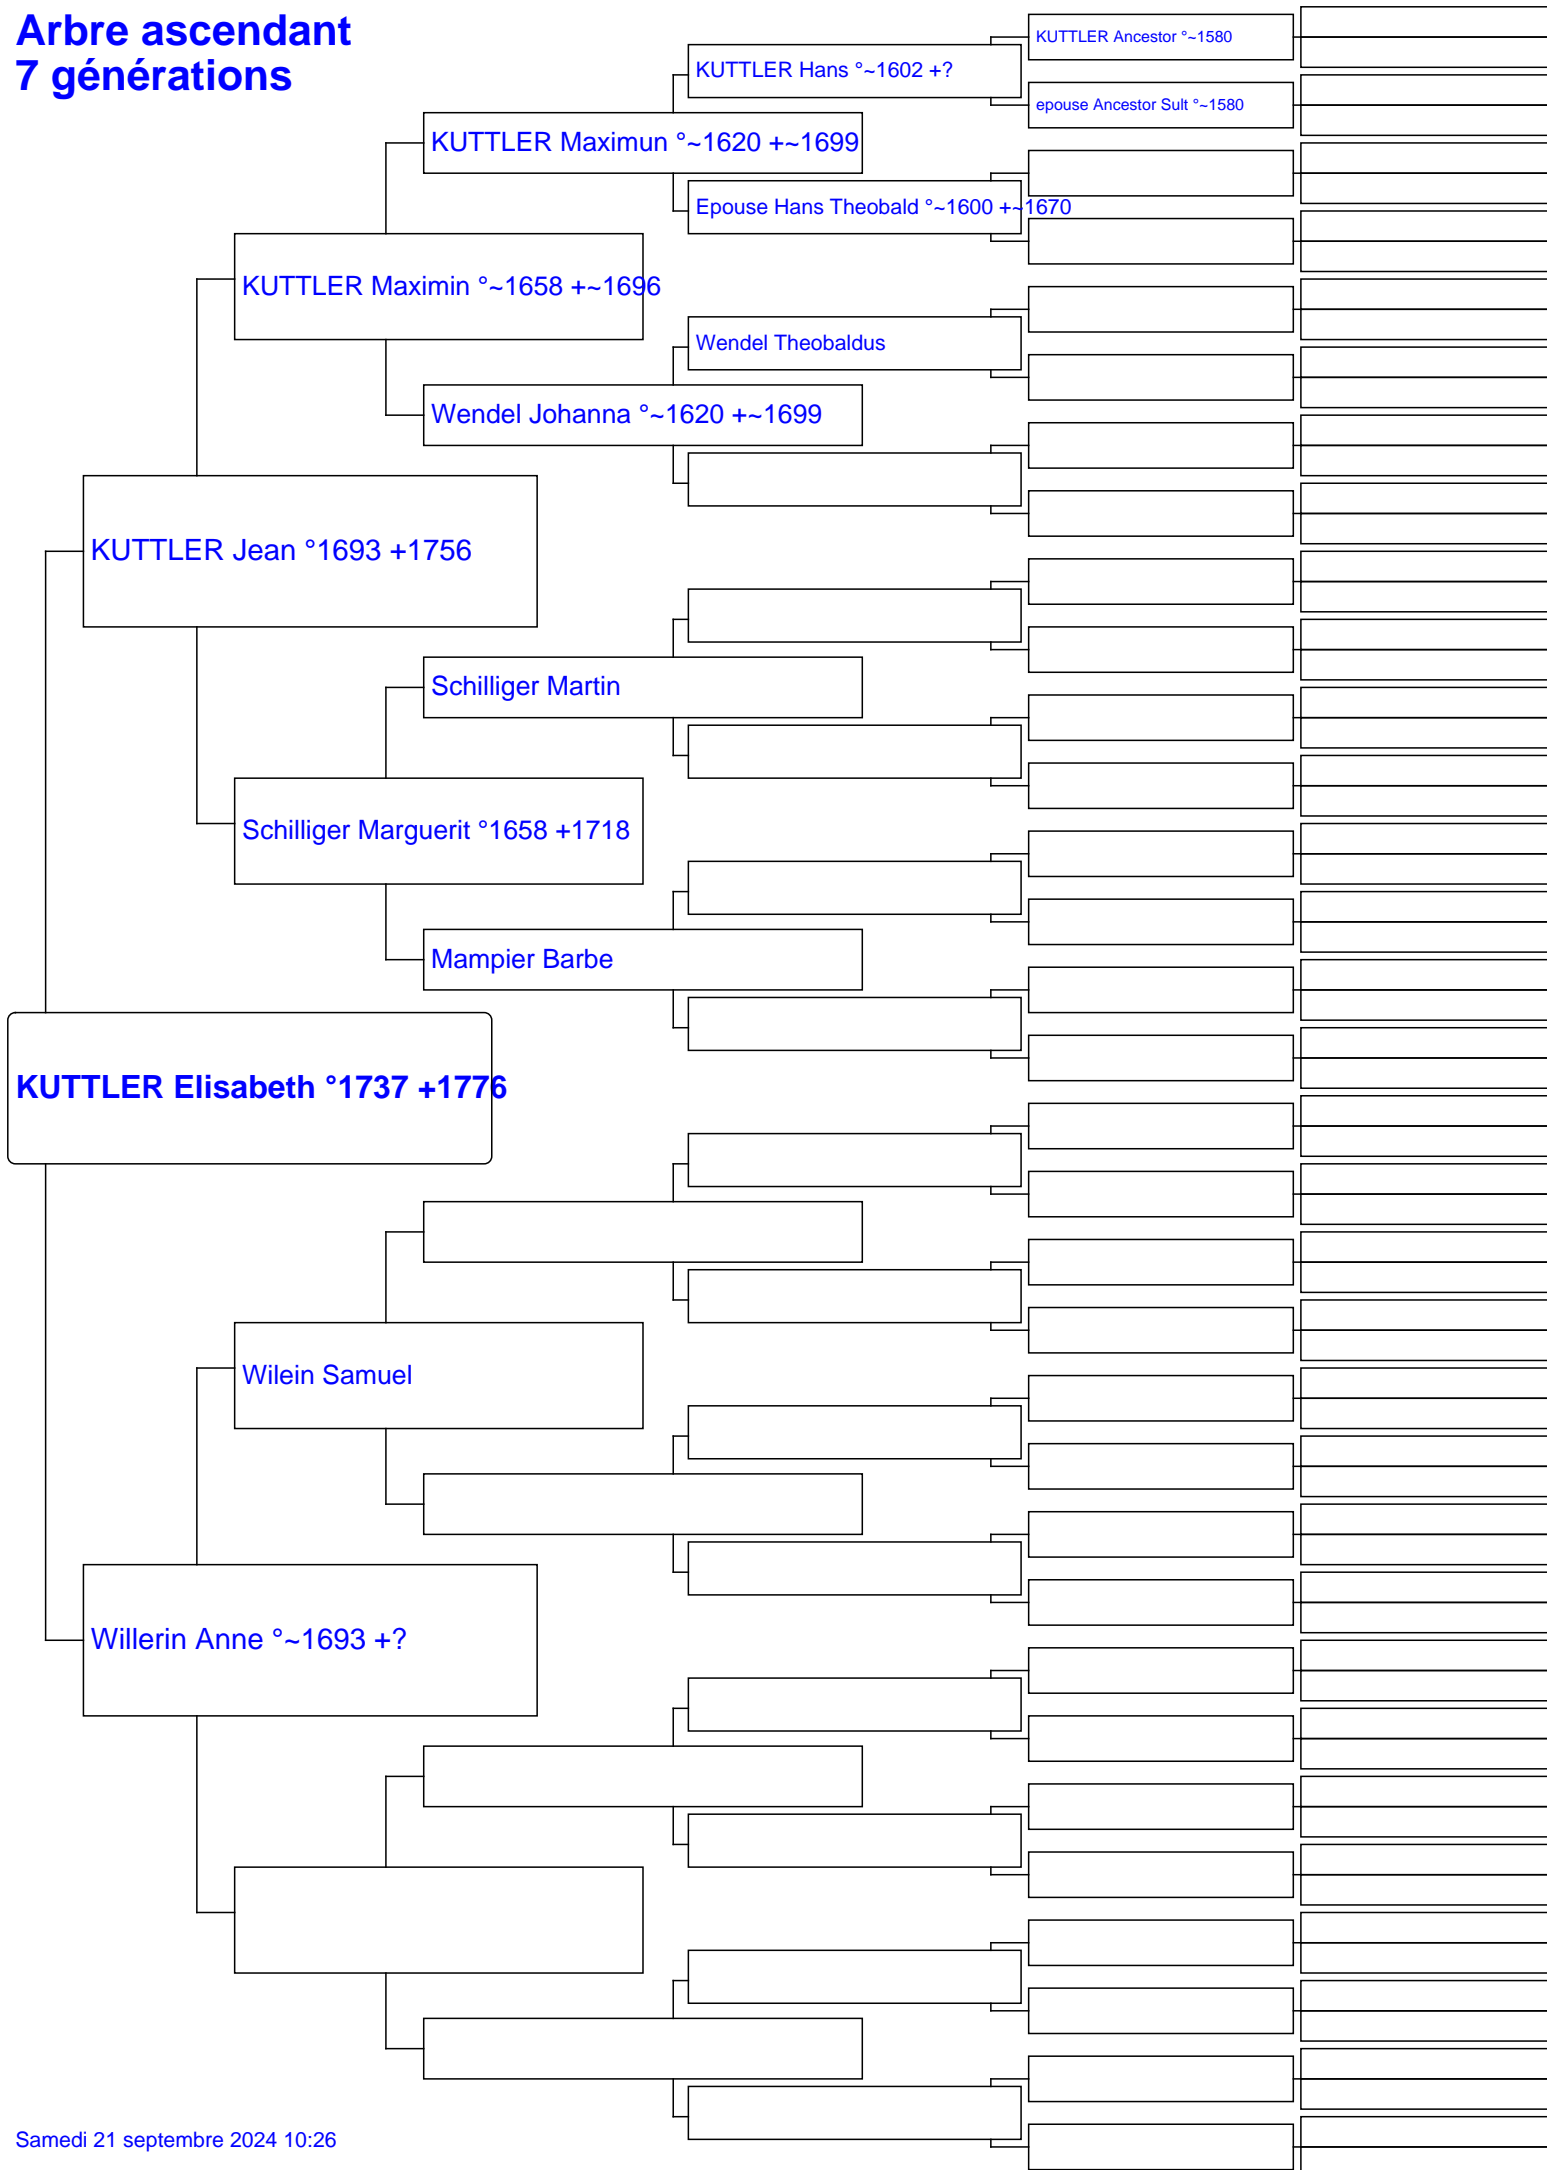 Arbre ascendant
7 générations
KUTTLER Ancestor °~1580
KUTTLER Hans °~1602 +?
epouse Ancestor Sult °~1580
KUTTLER Maximun °~1620 +~1699
Epouse Hans Theobald °~1600 +~1670
KUTTLER Maximin °~1658 +~1696
Wendel Theobaldus
Wendel Johanna °~1620 +~1699
KUTTLER Jean °1693 +1756
Schilliger Martin
Schilliger Marguerit °1658 +1718
Mampier Barbe
KUTTLER Elisabeth °1737 +1776
Wilein Samuel
Willerin Anne °~1693 +?
Samedi 21 septembre 2024 10:26